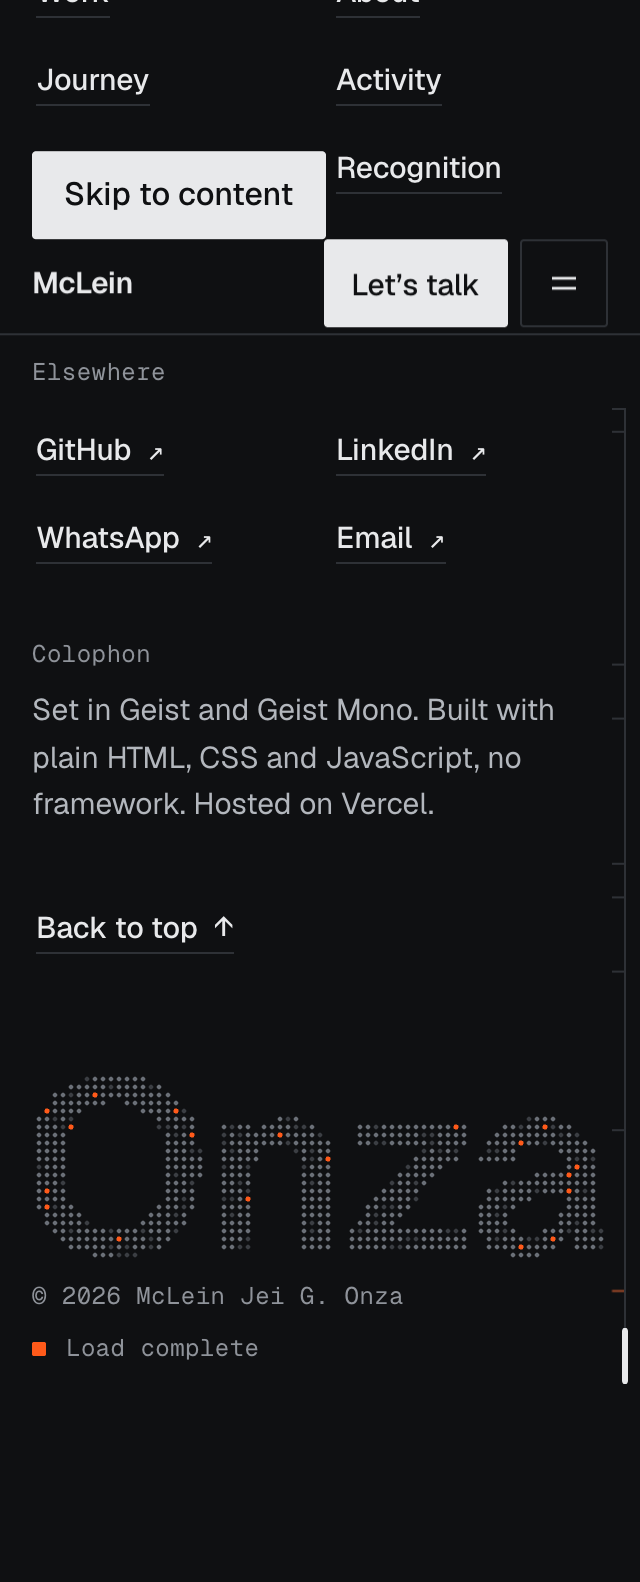 Work
About
Journey
Activity
Recognition
Skip to content
McLein
Let’s talk
Elsewhere
GitHub ↗
LinkedIn ↗
WhatsApp ↗
Email ↗
Colophon
Set in Geist and Geist Mono. Built with
plain HTML, CSS and JavaScript, no
framework. Hosted on Vercel.
Back to top ↑
Onza
© 2026 McLein Jei G. Onza
Load complete